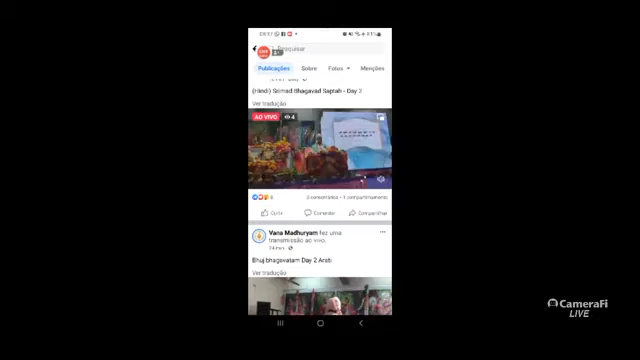 Pesquisar
Publicações Sobre Fotos Menções
(Hindi) Srimad Bhagavad Saptah - Day 2
Ver tradução
AO VIVO 4
3 comentários • 1 compartilhamento
Curtir Comentar Compartilhar
Vana Madhuryam fez uma
transmissão ao vivo.
Bhuj bhagavatam Day 2 Arati
Ver tradução
CameraFi
LIVE